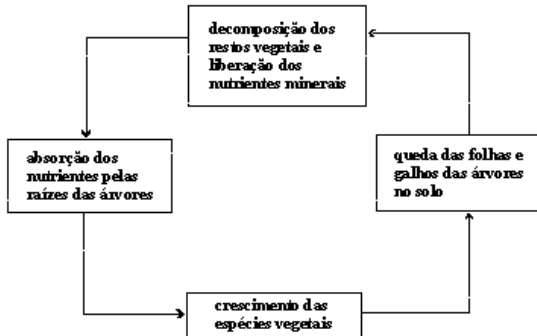 decomposição dos
restos vegetais e
liberação dos
nutrientes minerais
absorção dos
nutrientes pelas
raízes das árvores
queda das folhas e
galhos das árvores
no solo
crescimento das
espécies vegetais